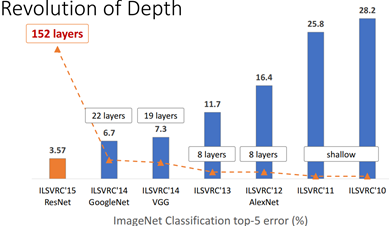 Revolution of Depth
28.2
25.8
152 layers
16.4
22 layers
19 layers
11.7
6.7
7.3
8 layers
8 layers
shallow
3.57
ILSVRC'15
ResNet
ILSVRC'14
GoogleNet
ILSVRC'14
VGG
ILSVRC'13
ILSVRC'12
AlexNet
ILSVRC'11
ILSVRC'10
ImageNet Classification top-5 error (%)